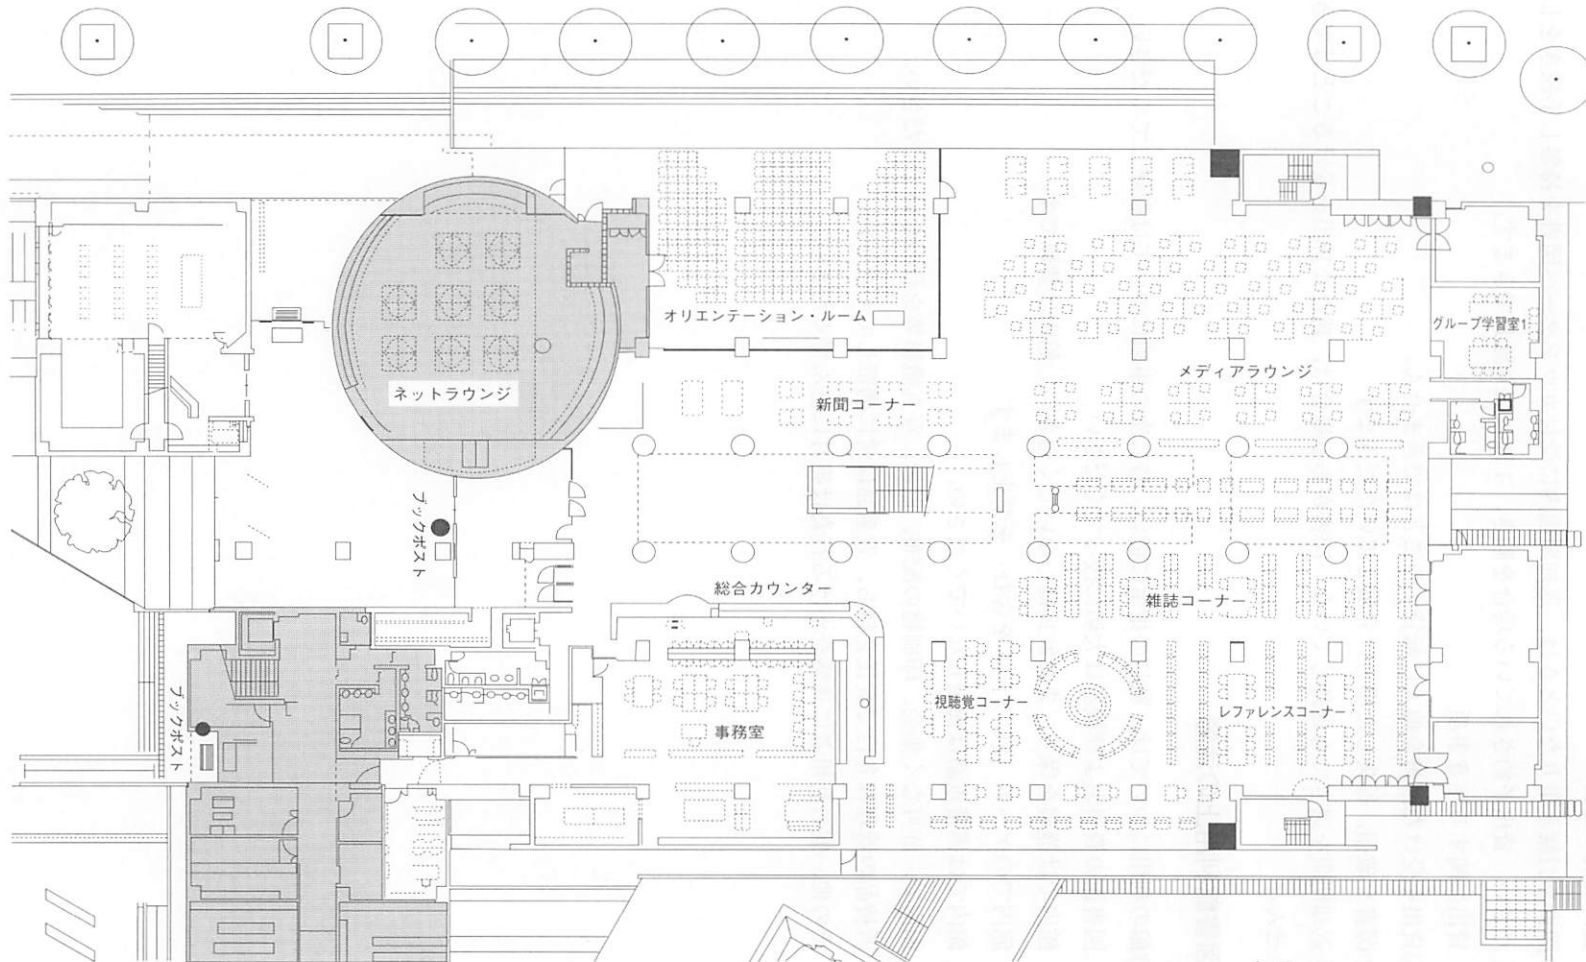 オリエンテーション・ルーム
グループ学習室1
メディアラウンジ
ネットラウンジ
新聞コーナー
ブックポスト
総合カウンター
雑誌コーナー
視聴覚コーナー
レファレンスコーナー
ブックポスト
事務室